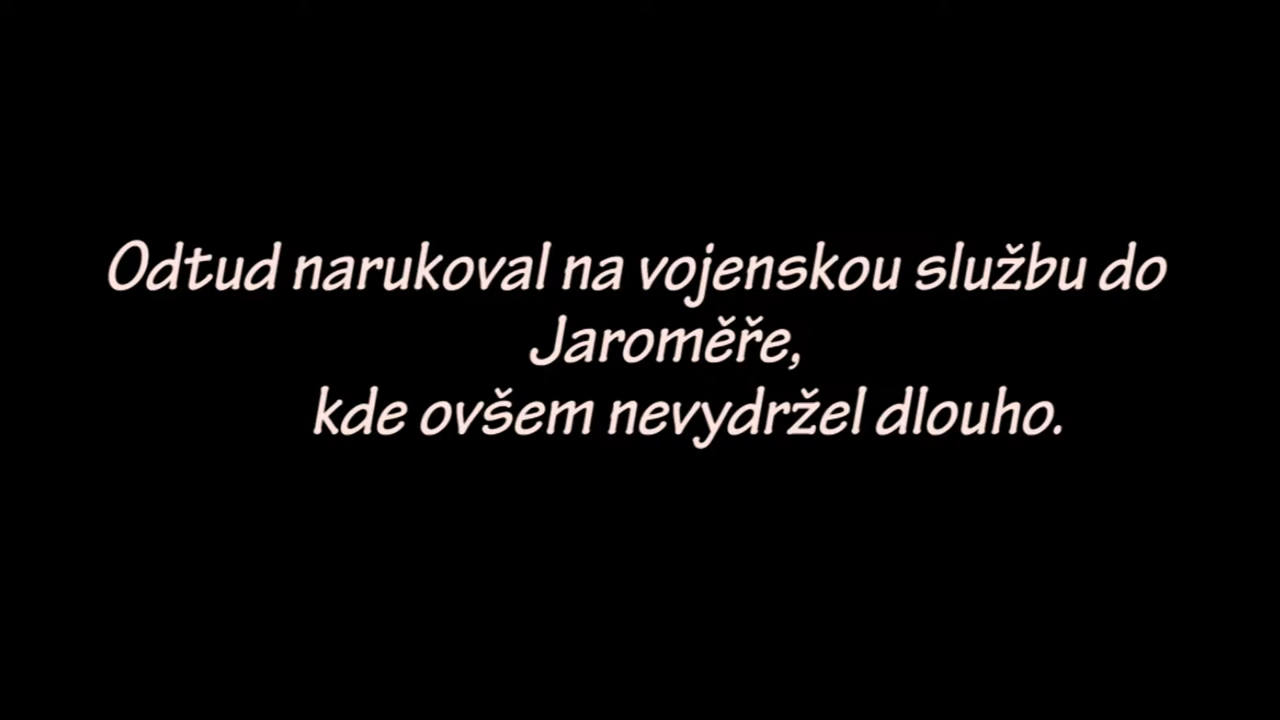 Odtud narukoval na vojenskou službu do
Jaroměře,
kde ovšem nevydržel dlouho.